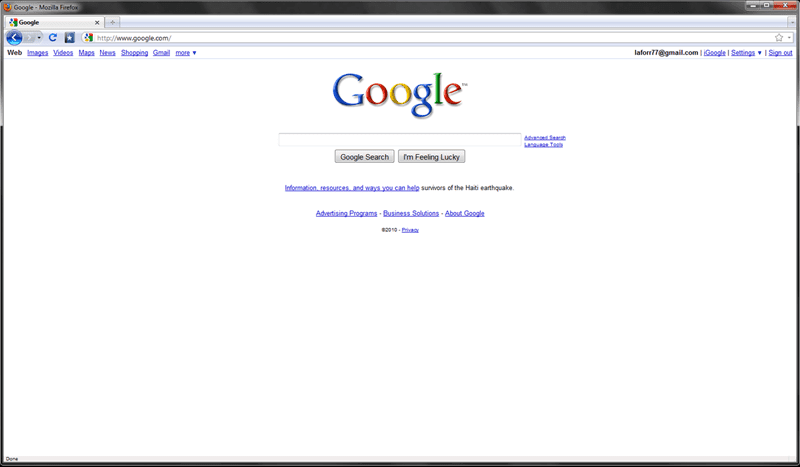 Google - Mozilla Firefox
Google
http://www.google.com/
Web Images Videos Maps News Shopping Gmail more ▼ laforr77@gmail.com | iGoogle | Settings ▼ | Sign out
Google™
Advanced Search
Language Tools
Google Search I'm Feeling Lucky
Information, resources, and ways you can help survivors of the Haiti earthquake.
Advertising Programs - Business Solutions - About Google
©2010 - Privacy
Done